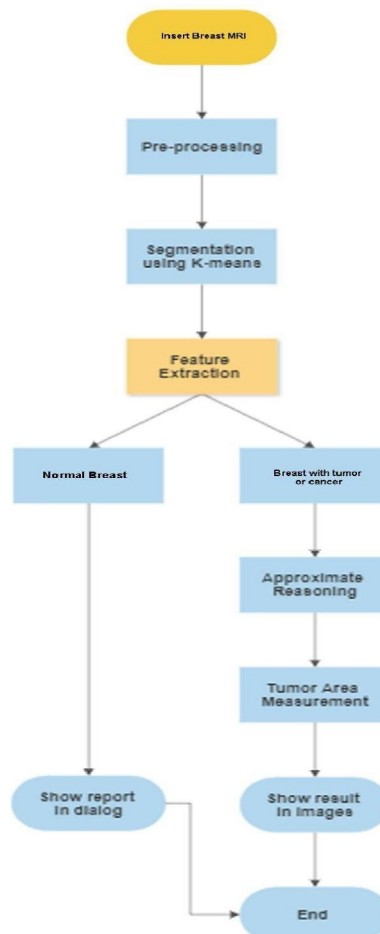 Insert Breast MRI
Pre-processing
Segmentation
using K-means
Feature
Extraction
Normal Breast
Breast with tumor
or cancer
Approximate
Reasoning
Tumor Area
Measurement
Show report
in dialog
Show result
in images
End